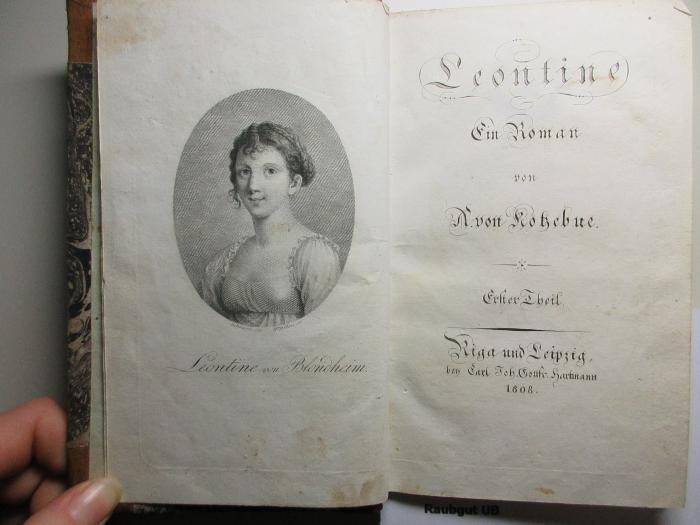 Leontine von Blondheim.
Leontine
Ein Roman
von
A. von Kotzebue.
Erster Theil
Riga und Leipzig,
bey Carl Joh. Gottfr. Hartmann
1808.
Raubgut UB